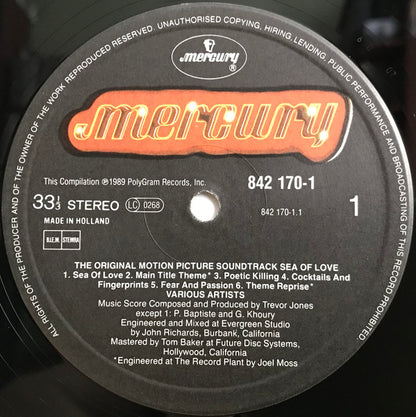 ALL RIGHTS OF THE PRODUCER AND OF THE OWNER OF THE WORK REPRODUCED RESERVED. UNAUTHORISED COPYING, HIRING, LENDING, PUBLIC PERFORMANCE AND BROADCASTING OF THIS RECORD PROHIBITED
mercury
®
mercury
This Compilation ℗1989 PolyGram Records, Inc.
842 170-1
33⅓ STEREO LC 0268
842 170-1.1
1
MADE IN HOLLAND
B.I.E.M. STEMRA
THE ORIGINAL MOTION PICTURE SOUNDTRACK SEA OF LOVE
1. Sea Of Love 2. Main Title Theme* 3. Poetic Killing 4. Cocktails And
Fingerprints 5. Fear And Passion 6. Theme Reprise*
VARIOUS ARTISTS
Music Score Composed and Produced by Trevor Jones
except 1: P. Baptiste and G. Khoury
Engineered and Mixed at Evergreen Studio
by John Richards, Burbank, California
Mastered by Tom Baker at Future Disc Systems,
Hollywood, California
*Engineered at The Record Plant by Joel Moss